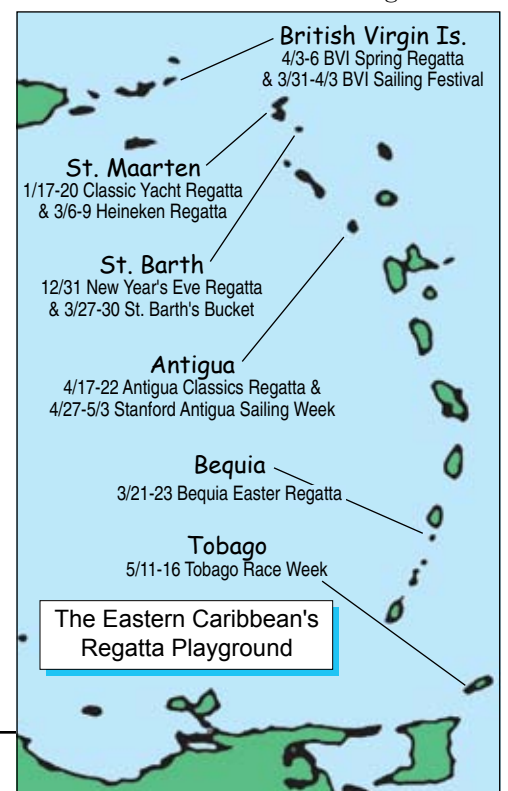 British Virgin Is.
4/3-6 BVI Spring Regatta
& 3/31-4/3 BVI Sailing Festival
St. Maarten
1/17-20 Classic Yacht Regatta
& 3/6-9 Heineken Regatta
St. Barth
12/31 New Year's Eve Regatta
& 3/27-30 St. Barth's Bucket
Antigua
4/17-22 Antigua Classics Regatta &
4/27-5/3 Stanford Antigua Sailing Week
Bequia
3/21-23 Bequia Easter Regatta
Tobago
5/11-16 Tobago Race Week
The Eastern Caribbean's
Regatta Playground